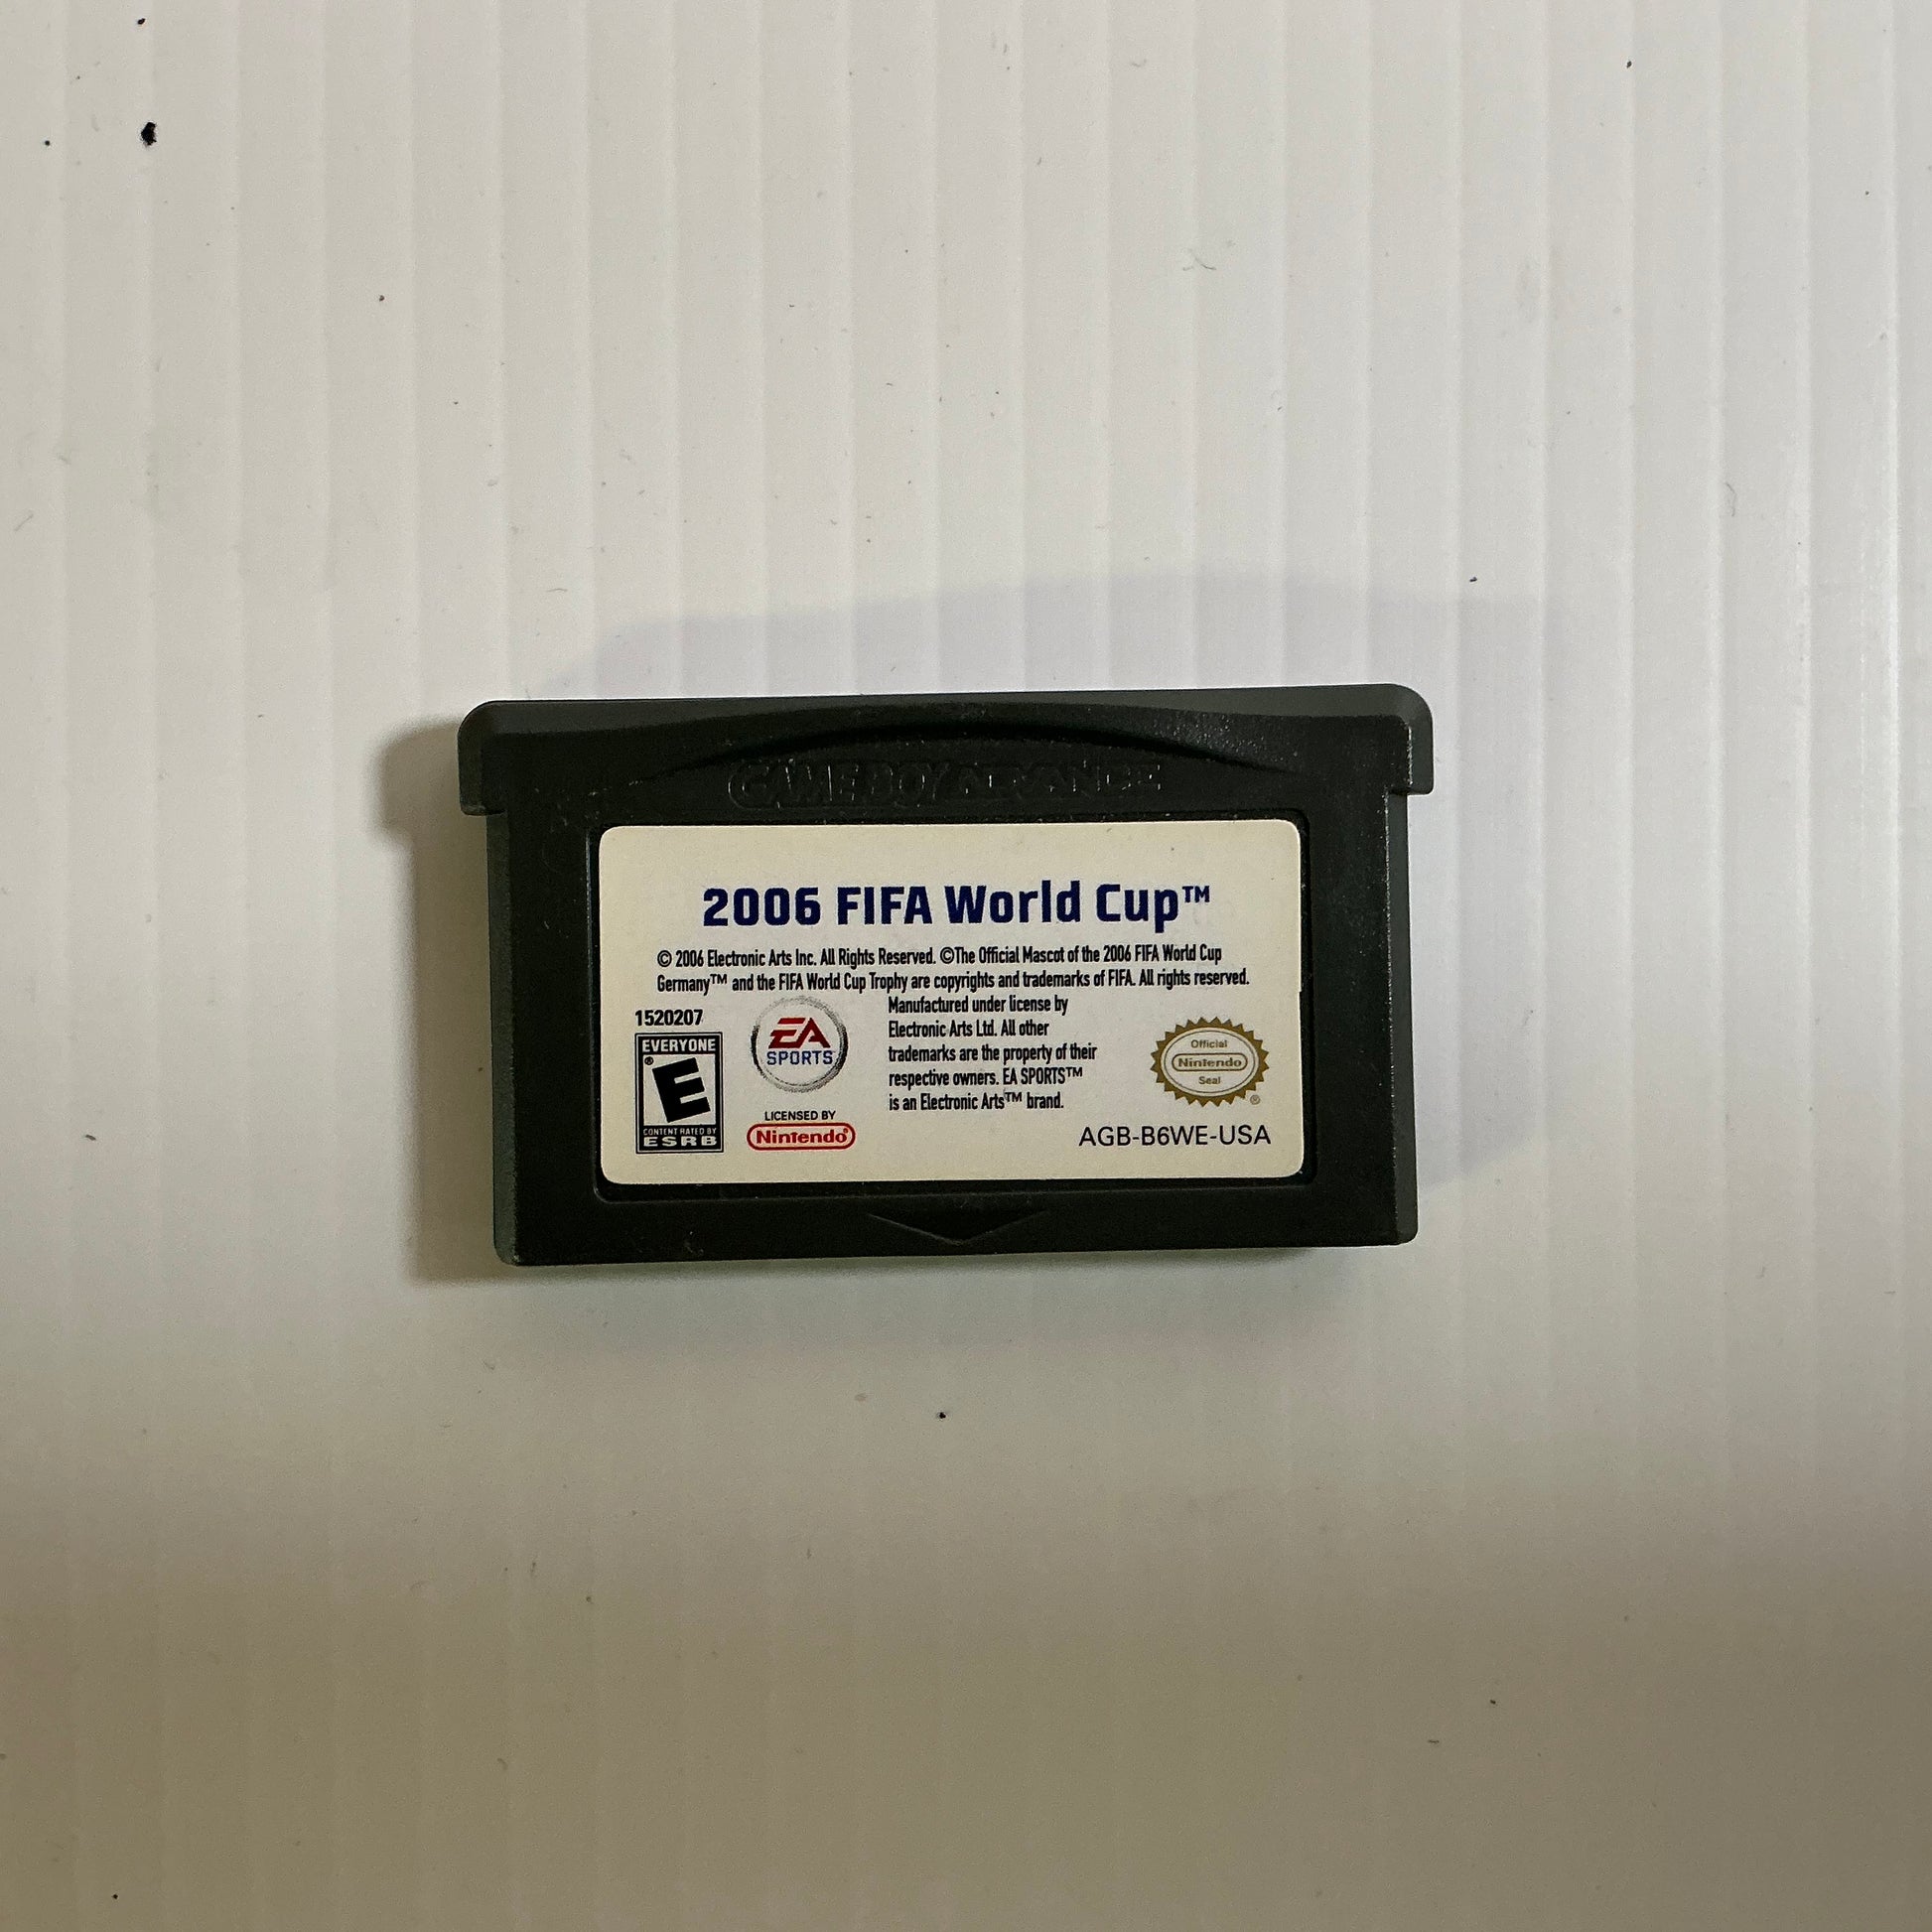 GAME BOY ADVANCE
2006 FIFA World Cup™
© 2006 Electronic Arts Inc. All Rights Reserved. ©The Official Mascot of the 2006 FIFA World Cup
Germany™ and the FIFA World Cup Trophy are copyrights and trademarks of FIFA. All rights reserved.
Manufactured under license by
Electronic Arts Ltd. All other
trademarks are the property of their
respective owners. EA SPORTS™
is an Electronic Arts™ brand.
1520207
EVERYONE
E
®
CONTENT RATED BY
ESRB
EA
SPORTS™
LICENSED BY
Nintendo®
Official
Nintendo
Seal
®
AGB-B6WE-USA